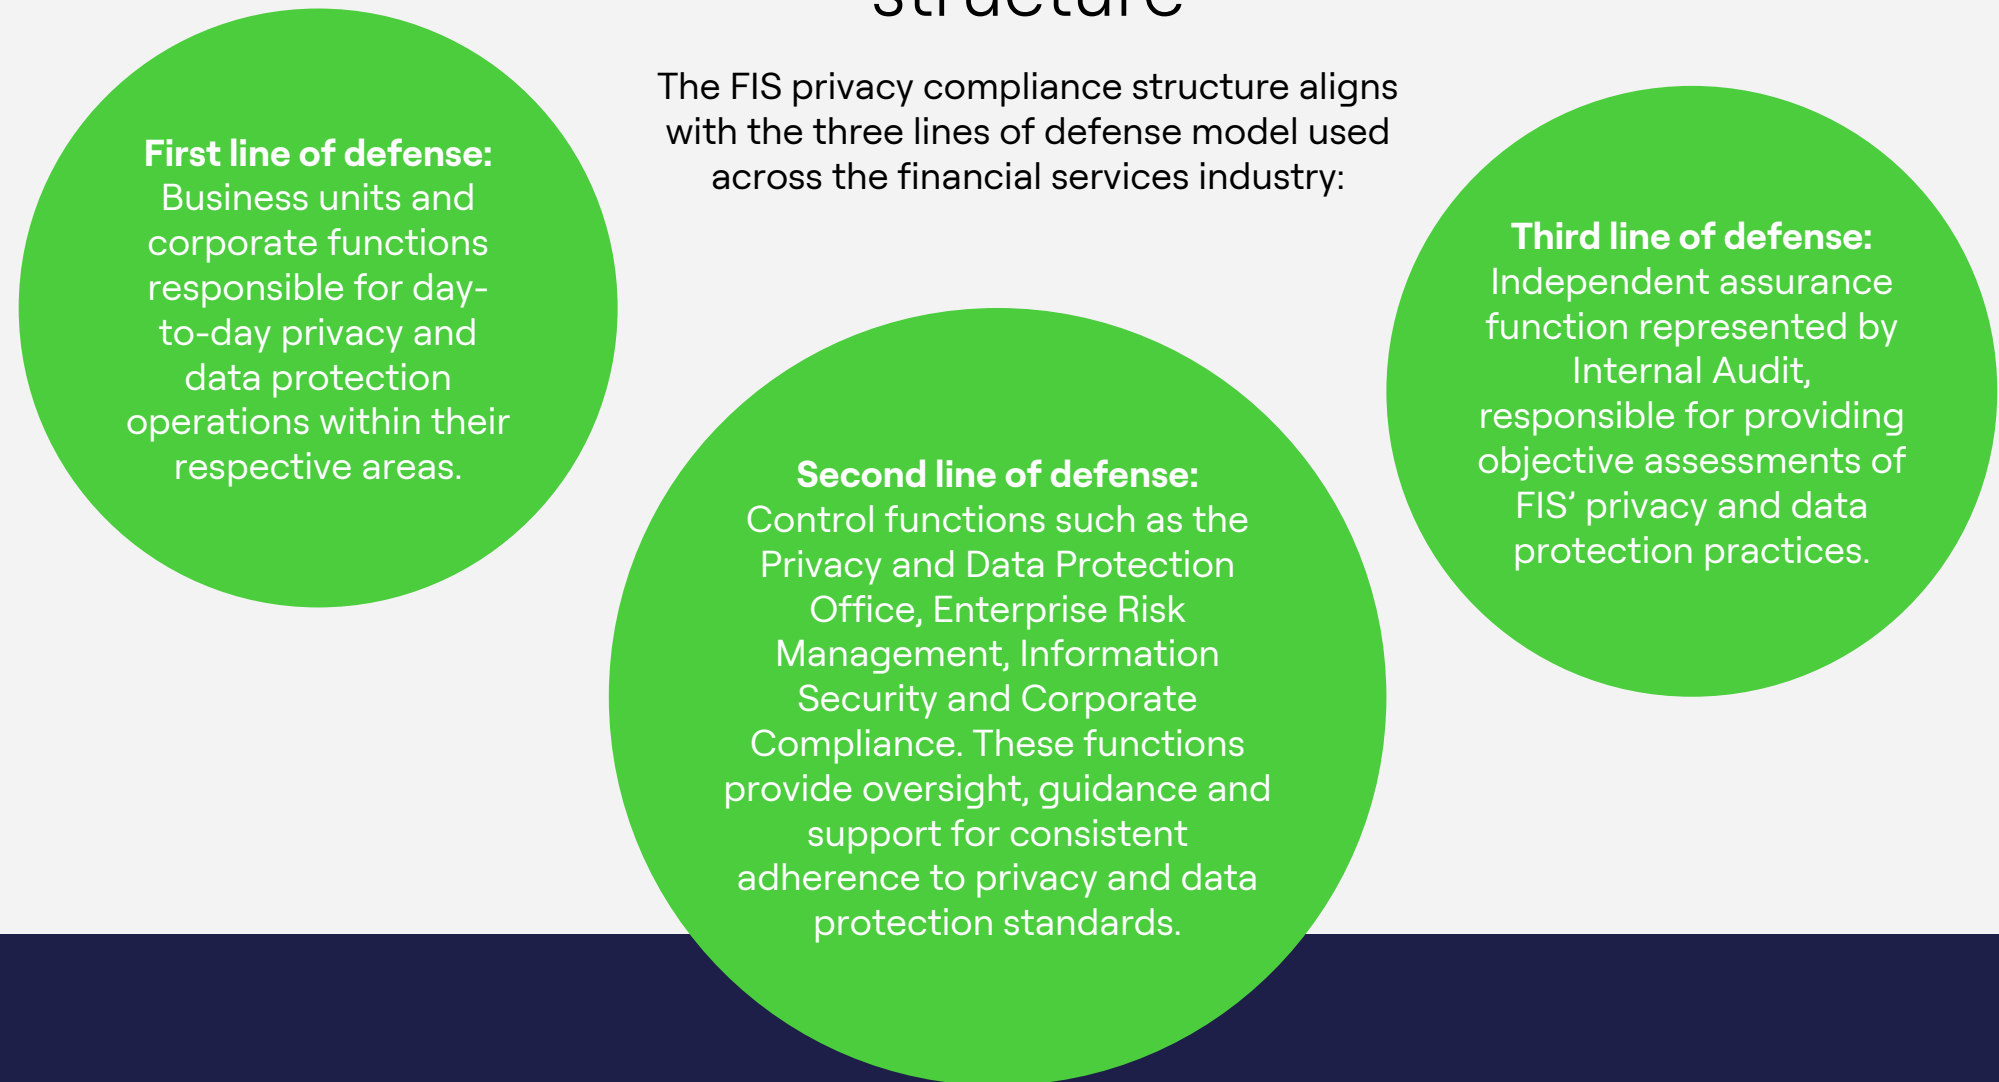 structure
The FIS privacy compliance structure aligns
with the three lines of defense model used
across the financial services industry:
First line of defense:
Business units and
corporate functions
responsible for day-
to-day privacy and
data protection
operations within their
respective areas.
Second line of defense:
Control functions such as the
Privacy and Data Protection
Office, Enterprise Risk
Management, Information
Security and Corporate
Compliance. These functions
provide oversight, guidance and
support for consistent
adherence to privacy and data
protection standards.
Third line of defense:
Independent assurance
function represented by
Internal Audit,
responsible for providing
objective assessments of
FIS’ privacy and data
protection practices.